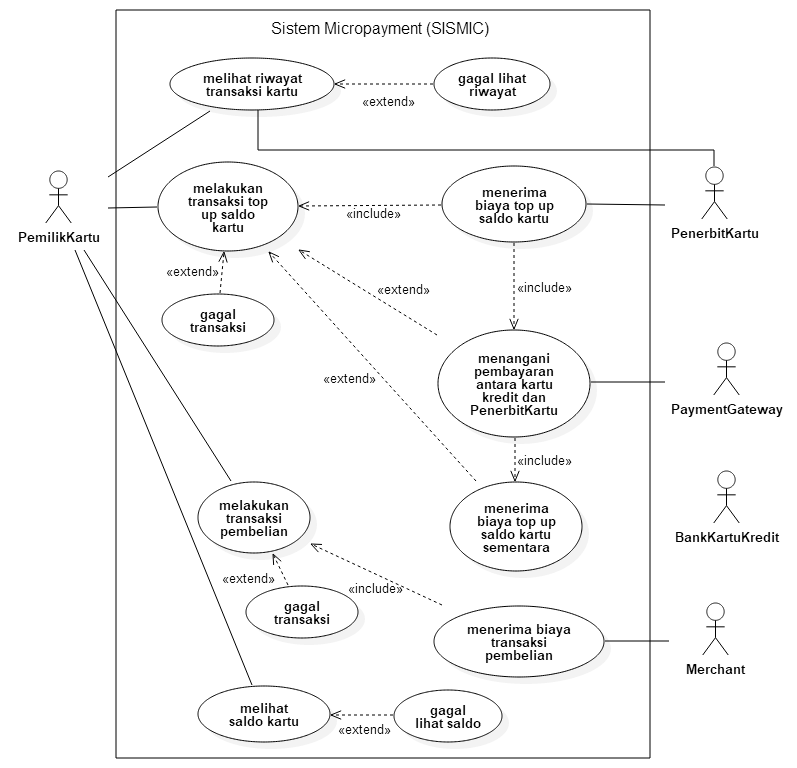 Sistem Micropayment (SISMIC)
melihat riwayat
transaksi kartu
gagal lihat
riwayat
«extend»
melakukan
transaksi top
up saldo
kartu
menerima
biaya top up
saldo kartu
«include»
PemilikKartu
PenerbitKartu
«extend»
«extend»
«include»
gagal
transaksi
menangani
pembayaran
antara kartu
kredit dan
PenerbitKartu
«extend»
PaymentGateway
«include»
melakukan
transaksi
pembelian
menerima
biaya top up
saldo kartu
sementara
BankKartuKredit
«extend»
«include»
gagal
transaksi
menerima biaya
transaksi
pembelian
Merchant
melihat
saldo kartu
gagal
lihat saldo
«extend»